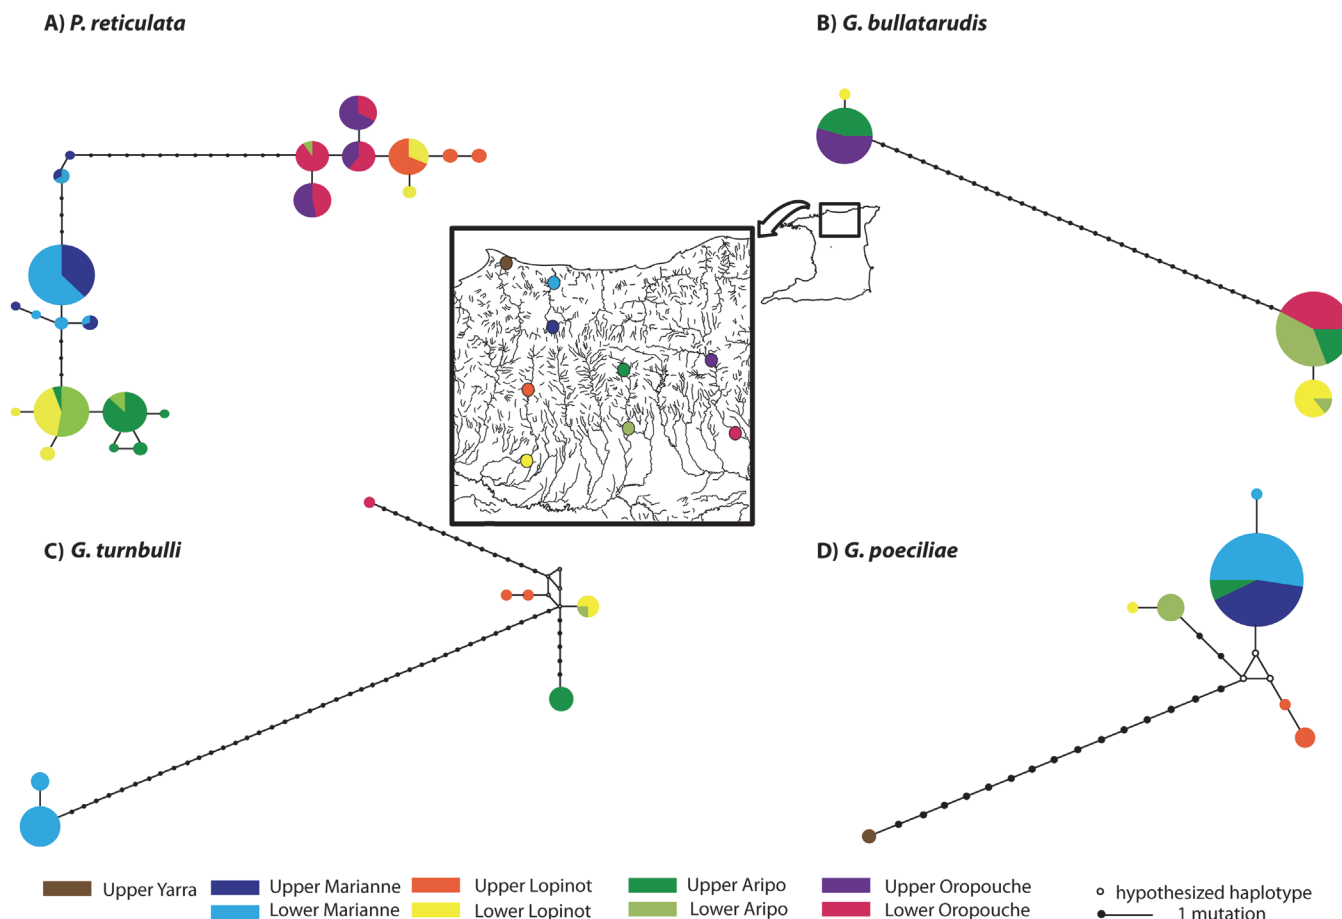 A) P. reticulata
B) G. bullatarudis
C) G. turnbulli
D) G. poeciliae
Upper Yarra
Upper Marianne
Lower Marianne
Upper Lopinot
Lower Lopinot
Upper Aripo
Lower Aripo
Upper Oropouche
Lower Oropouche
hypothesized haplotype
1 mutation